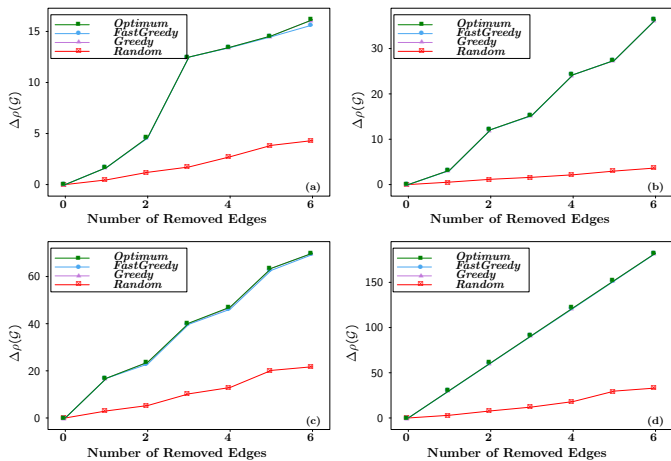 Optimum
FastGreedy
Greedy
Random
15
10
5
0
Δρ(𝒢)
0 2 4 6
(a)
Number of Removed Edges
Optimum
FastGreedy
Greedy
Random
30
20
10
0
Δρ(𝒢)
0 2 4 6
(b)
Number of Removed Edges
Optimum
FastGreedy
Greedy
Random
60
40
20
0
Δρ(𝒢)
0 2 4 6
(c)
Number of Removed Edges
Optimum
FastGreedy
Greedy
Random
150
100
50
0
Δρ(𝒢)
0 2 4 6
(d)
Number of Removed Edges